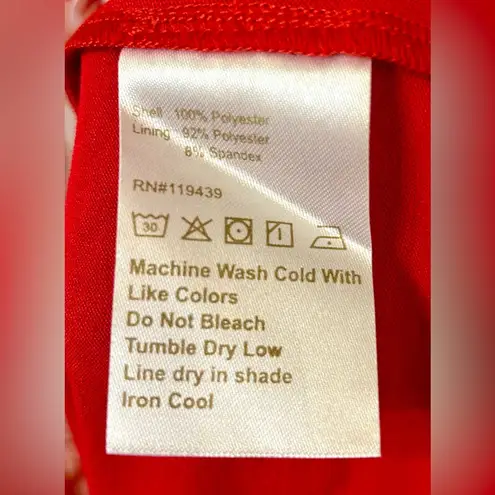 Shell 100% Polyester
Lining 92% Polyester
8% Spandex
RN#119439
30
Machine Wash Cold With
Like Colors
Do Not Bleach
Tumble Dry Low
Line dry in shade
Iron Cool